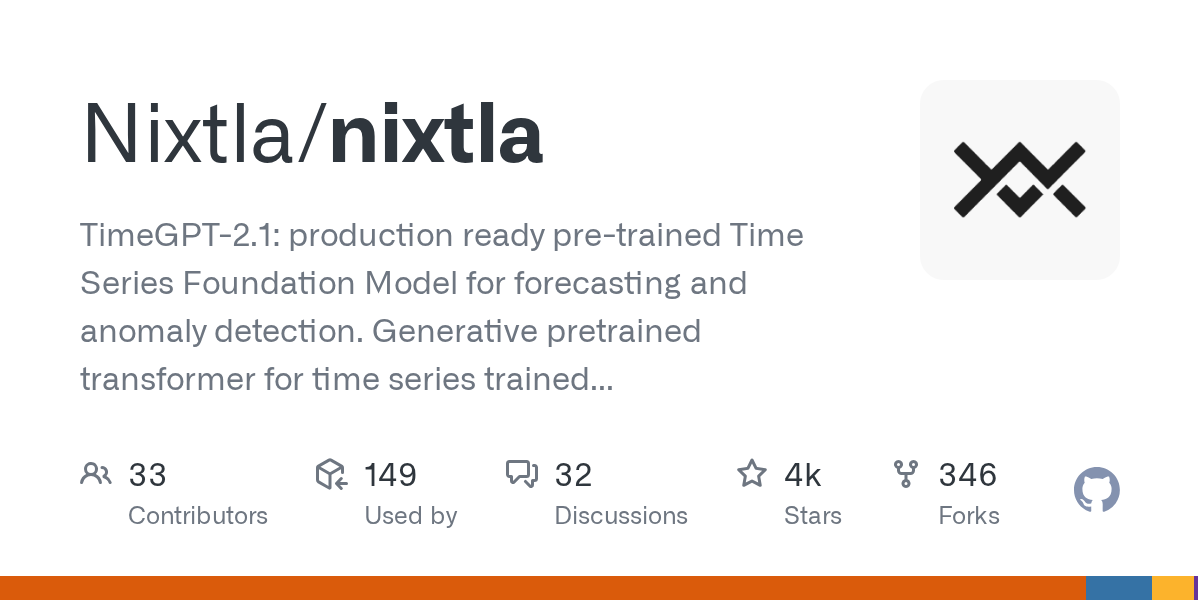 Nixtla/nixtla
TimeGPT-2.1: production ready pre-trained Time
Series Foundation Model for forecasting and
anomaly detection. Generative pretrained
transformer for time series trained...
33 149 32 4k 346
Contributors Used by Discussions Stars Forks